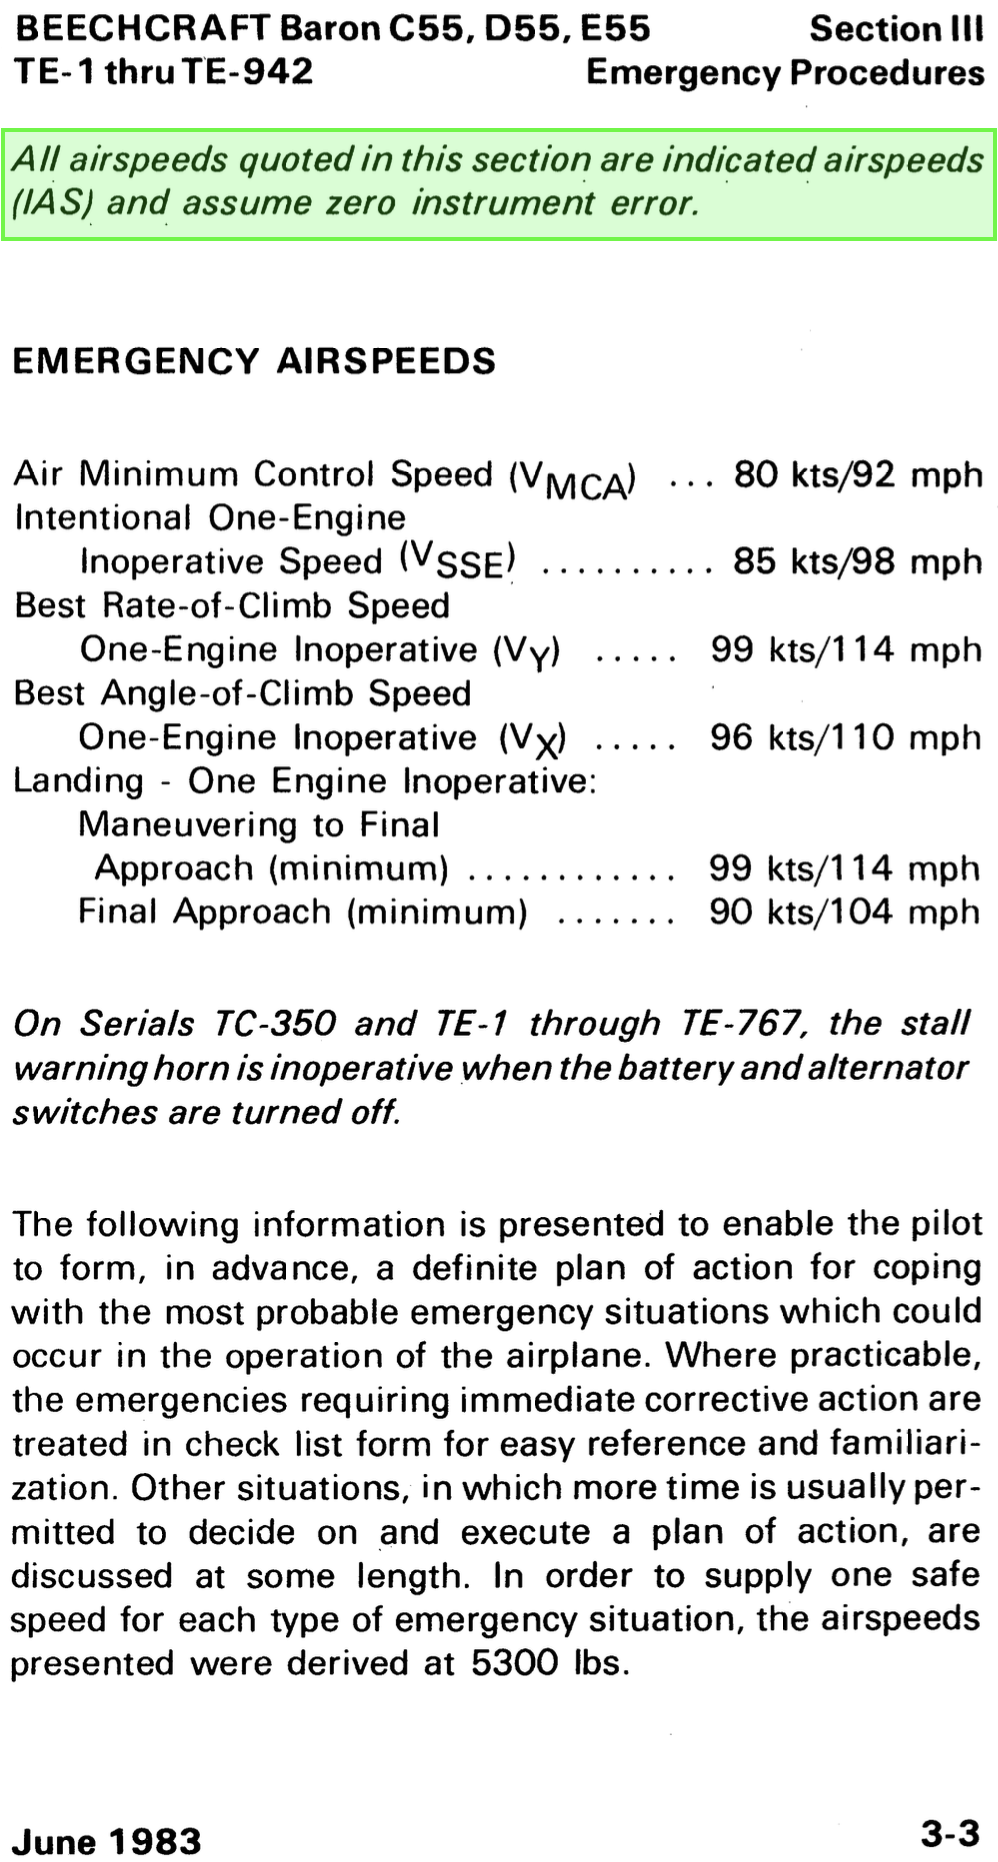 BEECHCRAFT Baron C55, D55, E55 Section III
TE-1 thru TE-942 Emergency Procedures
All airspeeds quoted in this section are indicated airspeeds
(IAS) and assume zero instrument error.
EMERGENCY AIRSPEEDS
Air Minimum Control Speed (VMCA) ... 80 kts/92 mph
Intentional One-Engine
Inoperative Speed (VSSE) .......... 85 kts/98 mph
Best Rate-of-Climb Speed
One-Engine Inoperative (VY) ..... 99 kts/114 mph
Best Angle-of-Climb Speed
One-Engine Inoperative (VX) ..... 96 kts/110 mph
Landing - One Engine Inoperative:
Maneuvering to Final
Approach (minimum) ............ 99 kts/114 mph
Final Approach (minimum) ....... 90 kts/104 mph
On Serials TC-350 and TE-1 through TE-767, the stall
warning horn is inoperative when the battery and alternator
switches are turned off.
The following information is presented to enable the pilot
to form, in advance, a definite plan of action for coping
with the most probable emergency situations which could
occur in the operation of the airplane. Where practicable,
the emergencies requiring immediate corrective action are
treated in check list form for easy reference and familiari-
zation. Other situations, in which more time is usually per-
mitted to decide on and execute a plan of action, are
discussed at some length. In order to supply one safe
speed for each type of emergency situation, the airspeeds
presented were derived at 5300 lbs.
June 1983 3-3